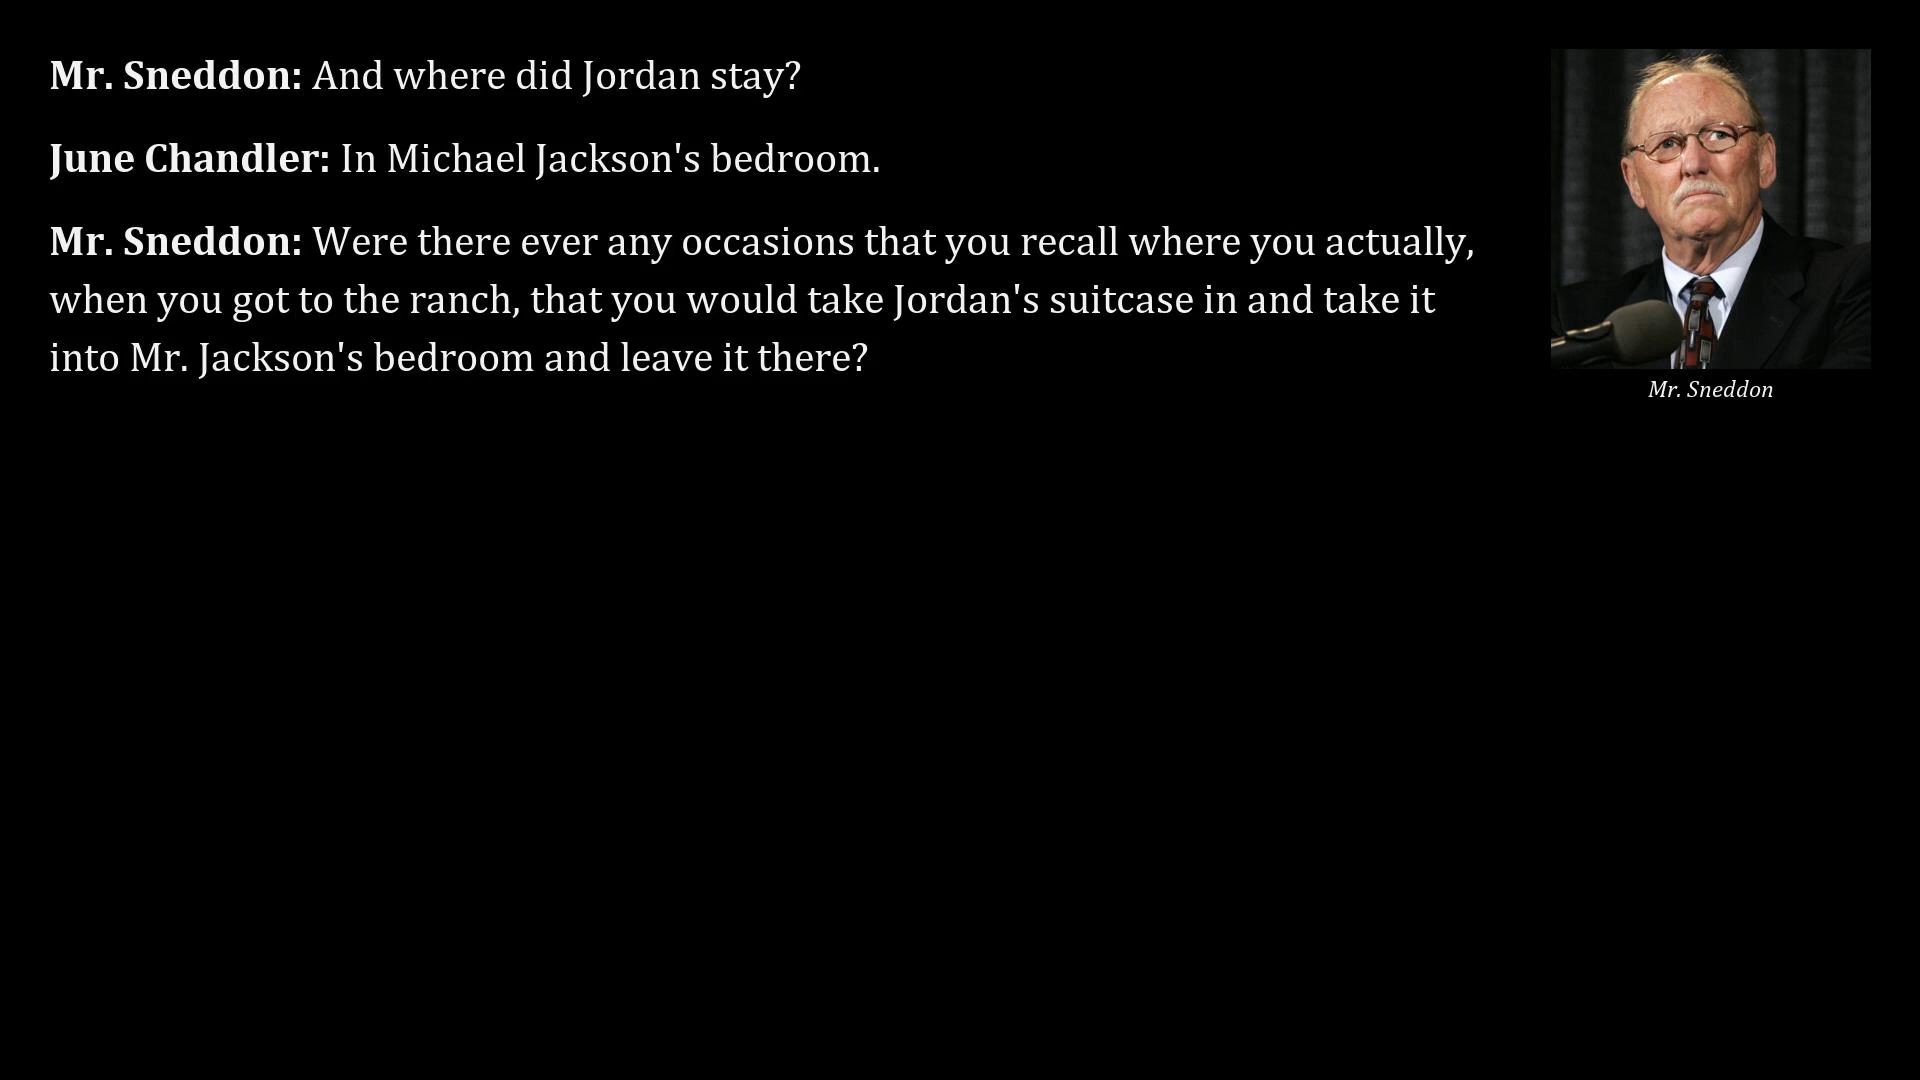 Mr. Sneddon: And where did Jordan stay?
June Chandler: In Michael Jackson's bedroom.
Mr. Sneddon: Were there ever any occasions that you recall where you actually,
when you got to the ranch, that you would take Jordan's suitcase in and take it
into Mr. Jackson's bedroom and leave it there?
Mr. Sneddon